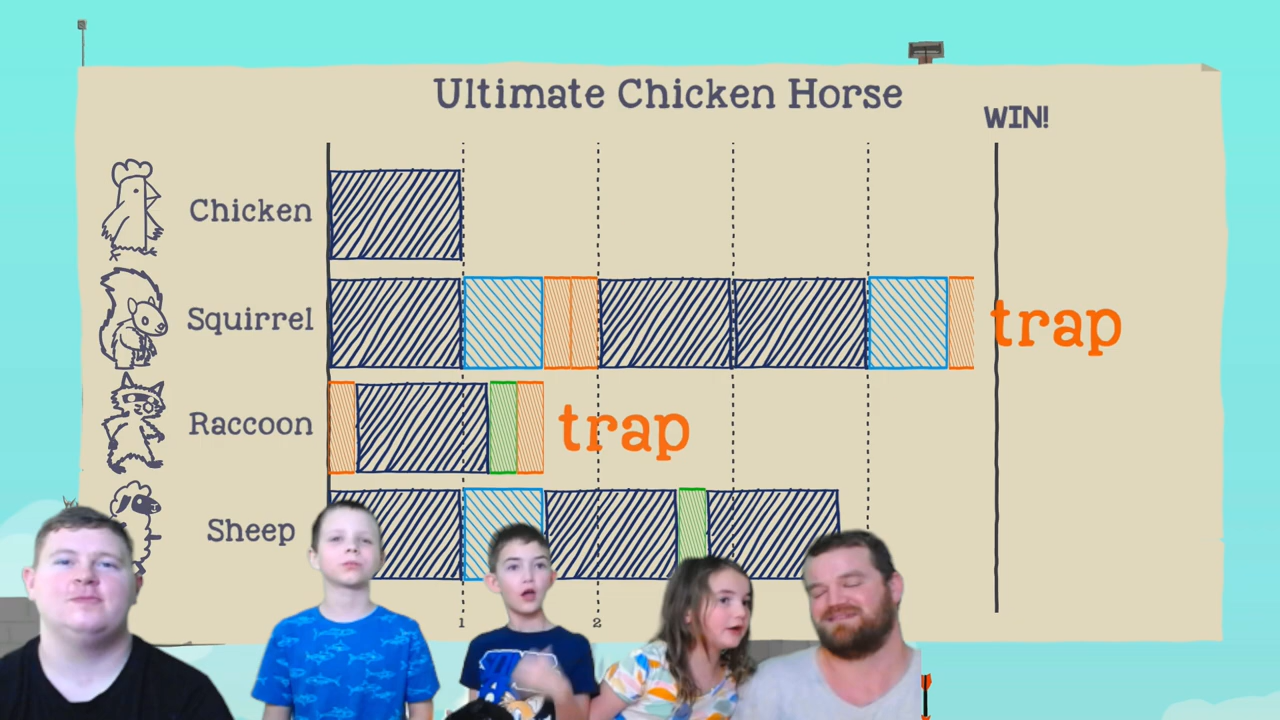 Ultimate Chicken Horse
WIN!
Chicken
Squirrel
trap
Raccoon
trap
Sheep
1
2